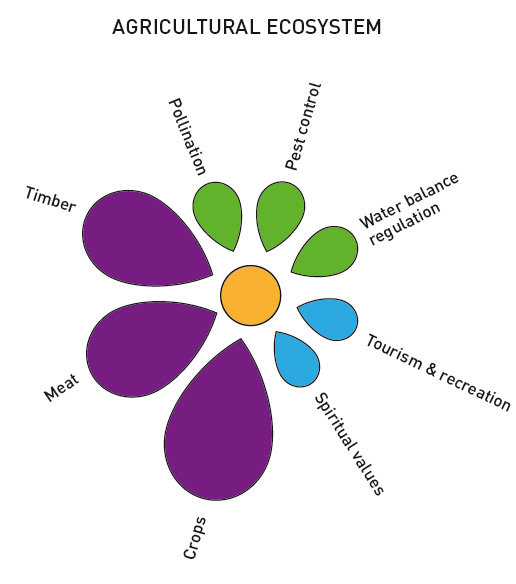 AGRICULTURAL ECOSYSTEM
Pollination
Pest control
Timber
Water balance
regulation
Meat
Tourism & recreation
Spiritual values
Crops